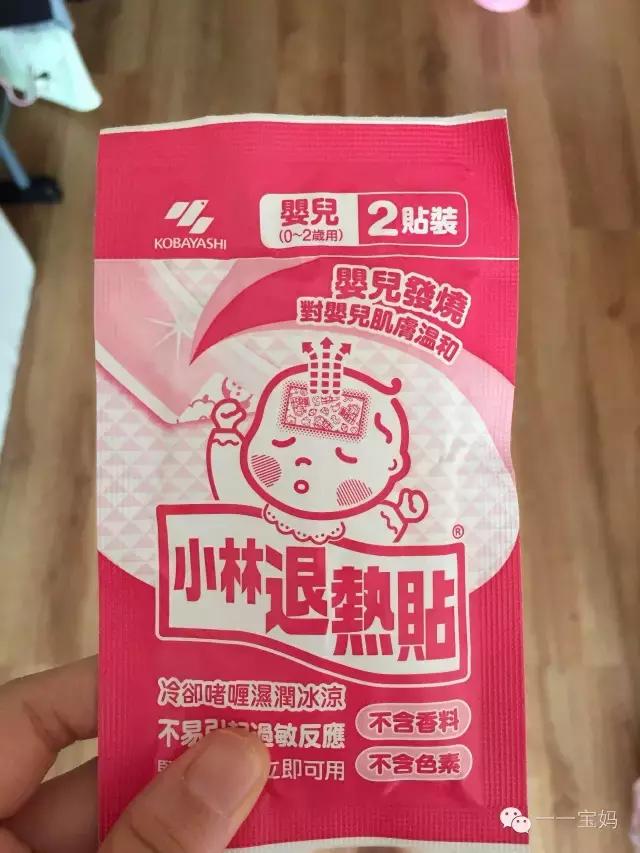 KOBAYASHI
嬰兒
(0~2歲用)
2貼裝
嬰兒發燒
對嬰兒肌膚溫和
小林退熱貼
®
冷卻啫喱濕潤冰涼
不易引起過敏反應
立即可用
不含香料
不含色素
一一宝妈